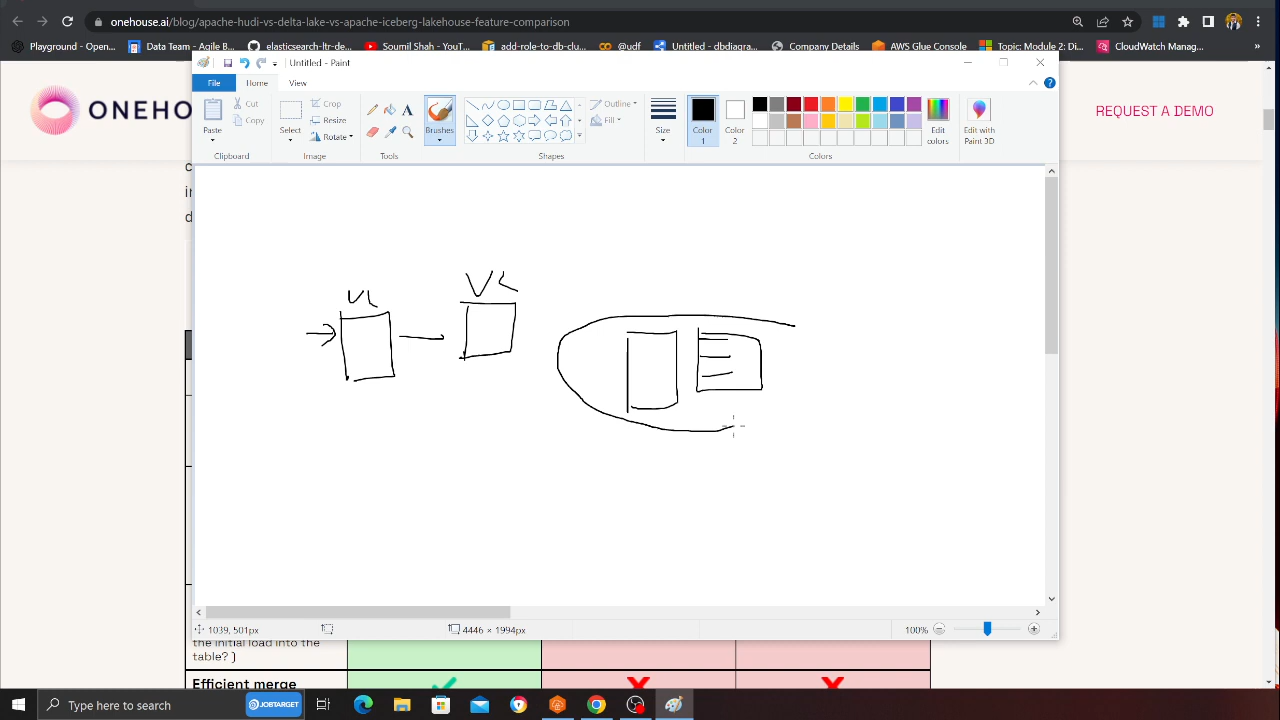 onehouse.ai/blog/apache-hudi-vs-delta-lake-vs-apache-iceberg-lakehouse-feature-comparison
Playground - Open... Data Team - Agile B... elasticsearch-ltr-de... Soumil Shah - YouT... add-role-to-db-clu... @udf Untitled - dbdiagra... Company Details AWS Glue Console Topic: Module 2: Di... CloudWatch Manag... »
Untitled - Paint
File Home View
ONEHO
REQUEST A DEMO
Paste Cut Copy Select Crop Resize Rotate Brushes Outline Fill Size Color 1 Color 2 Edit colors Edit with Paint 3D
Clipboard Image Tools Shapes Colors
c
in
d
1039, 501px 4446 × 1994px 100%
the initial load into the
table? )
Efficient merge
Type here to search JOBTARGET